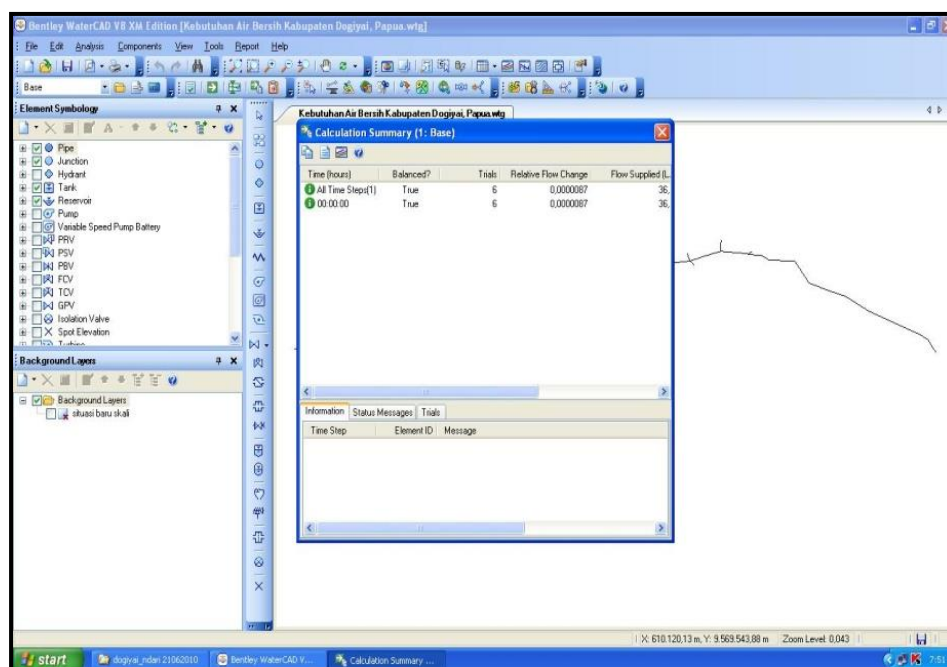 Bentley WaterCAD V8 XM Edition [Kebutuhan Air Bersih Kabupaten Dogiyai, Papua.wtg]
File Edit Analysis Components View Tools Report Help
Base
Element Symbology
Kebutuhan Air Bersih Kabupaten Dogiyai, Papua.wtg
Calculation Summary (1: Base)
Time (hours) Balanced? Trials Relative Flow Change Flow Supplied (L..
All Time Steps(1) True 6 0,0000087 36,
00:00:00 True 6 0,0000087 36,
Pipe
Junction
Hydrant
Tank
Reservoir
Pump
Variable Speed Pump Battery
PRV
PSV
PBV
FCV
TCV
GPV
Isolation Valve
Spot Elevation
Turbine
Background Layers
Background Layers
situasi baru skali
Information Status Messages Trials
Time Step Element ID Message
X: 610.120,13 m, Y: 9.569.543,88 m Zoom Level: 0,043
start dogiyai_ndari 21062010 Bentley WaterCAD V... Calculation Summary ... 7:51